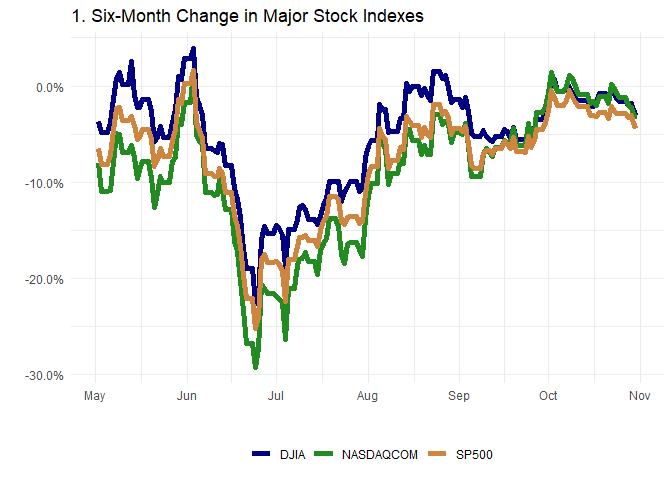 1. Six-Month Change in Major Stock Indexes
0.0%
-10.0%
-20.0%
-30.0%
May Jun Jul Aug Sep Oct Nov
DJIA NASDAQCOM SP500